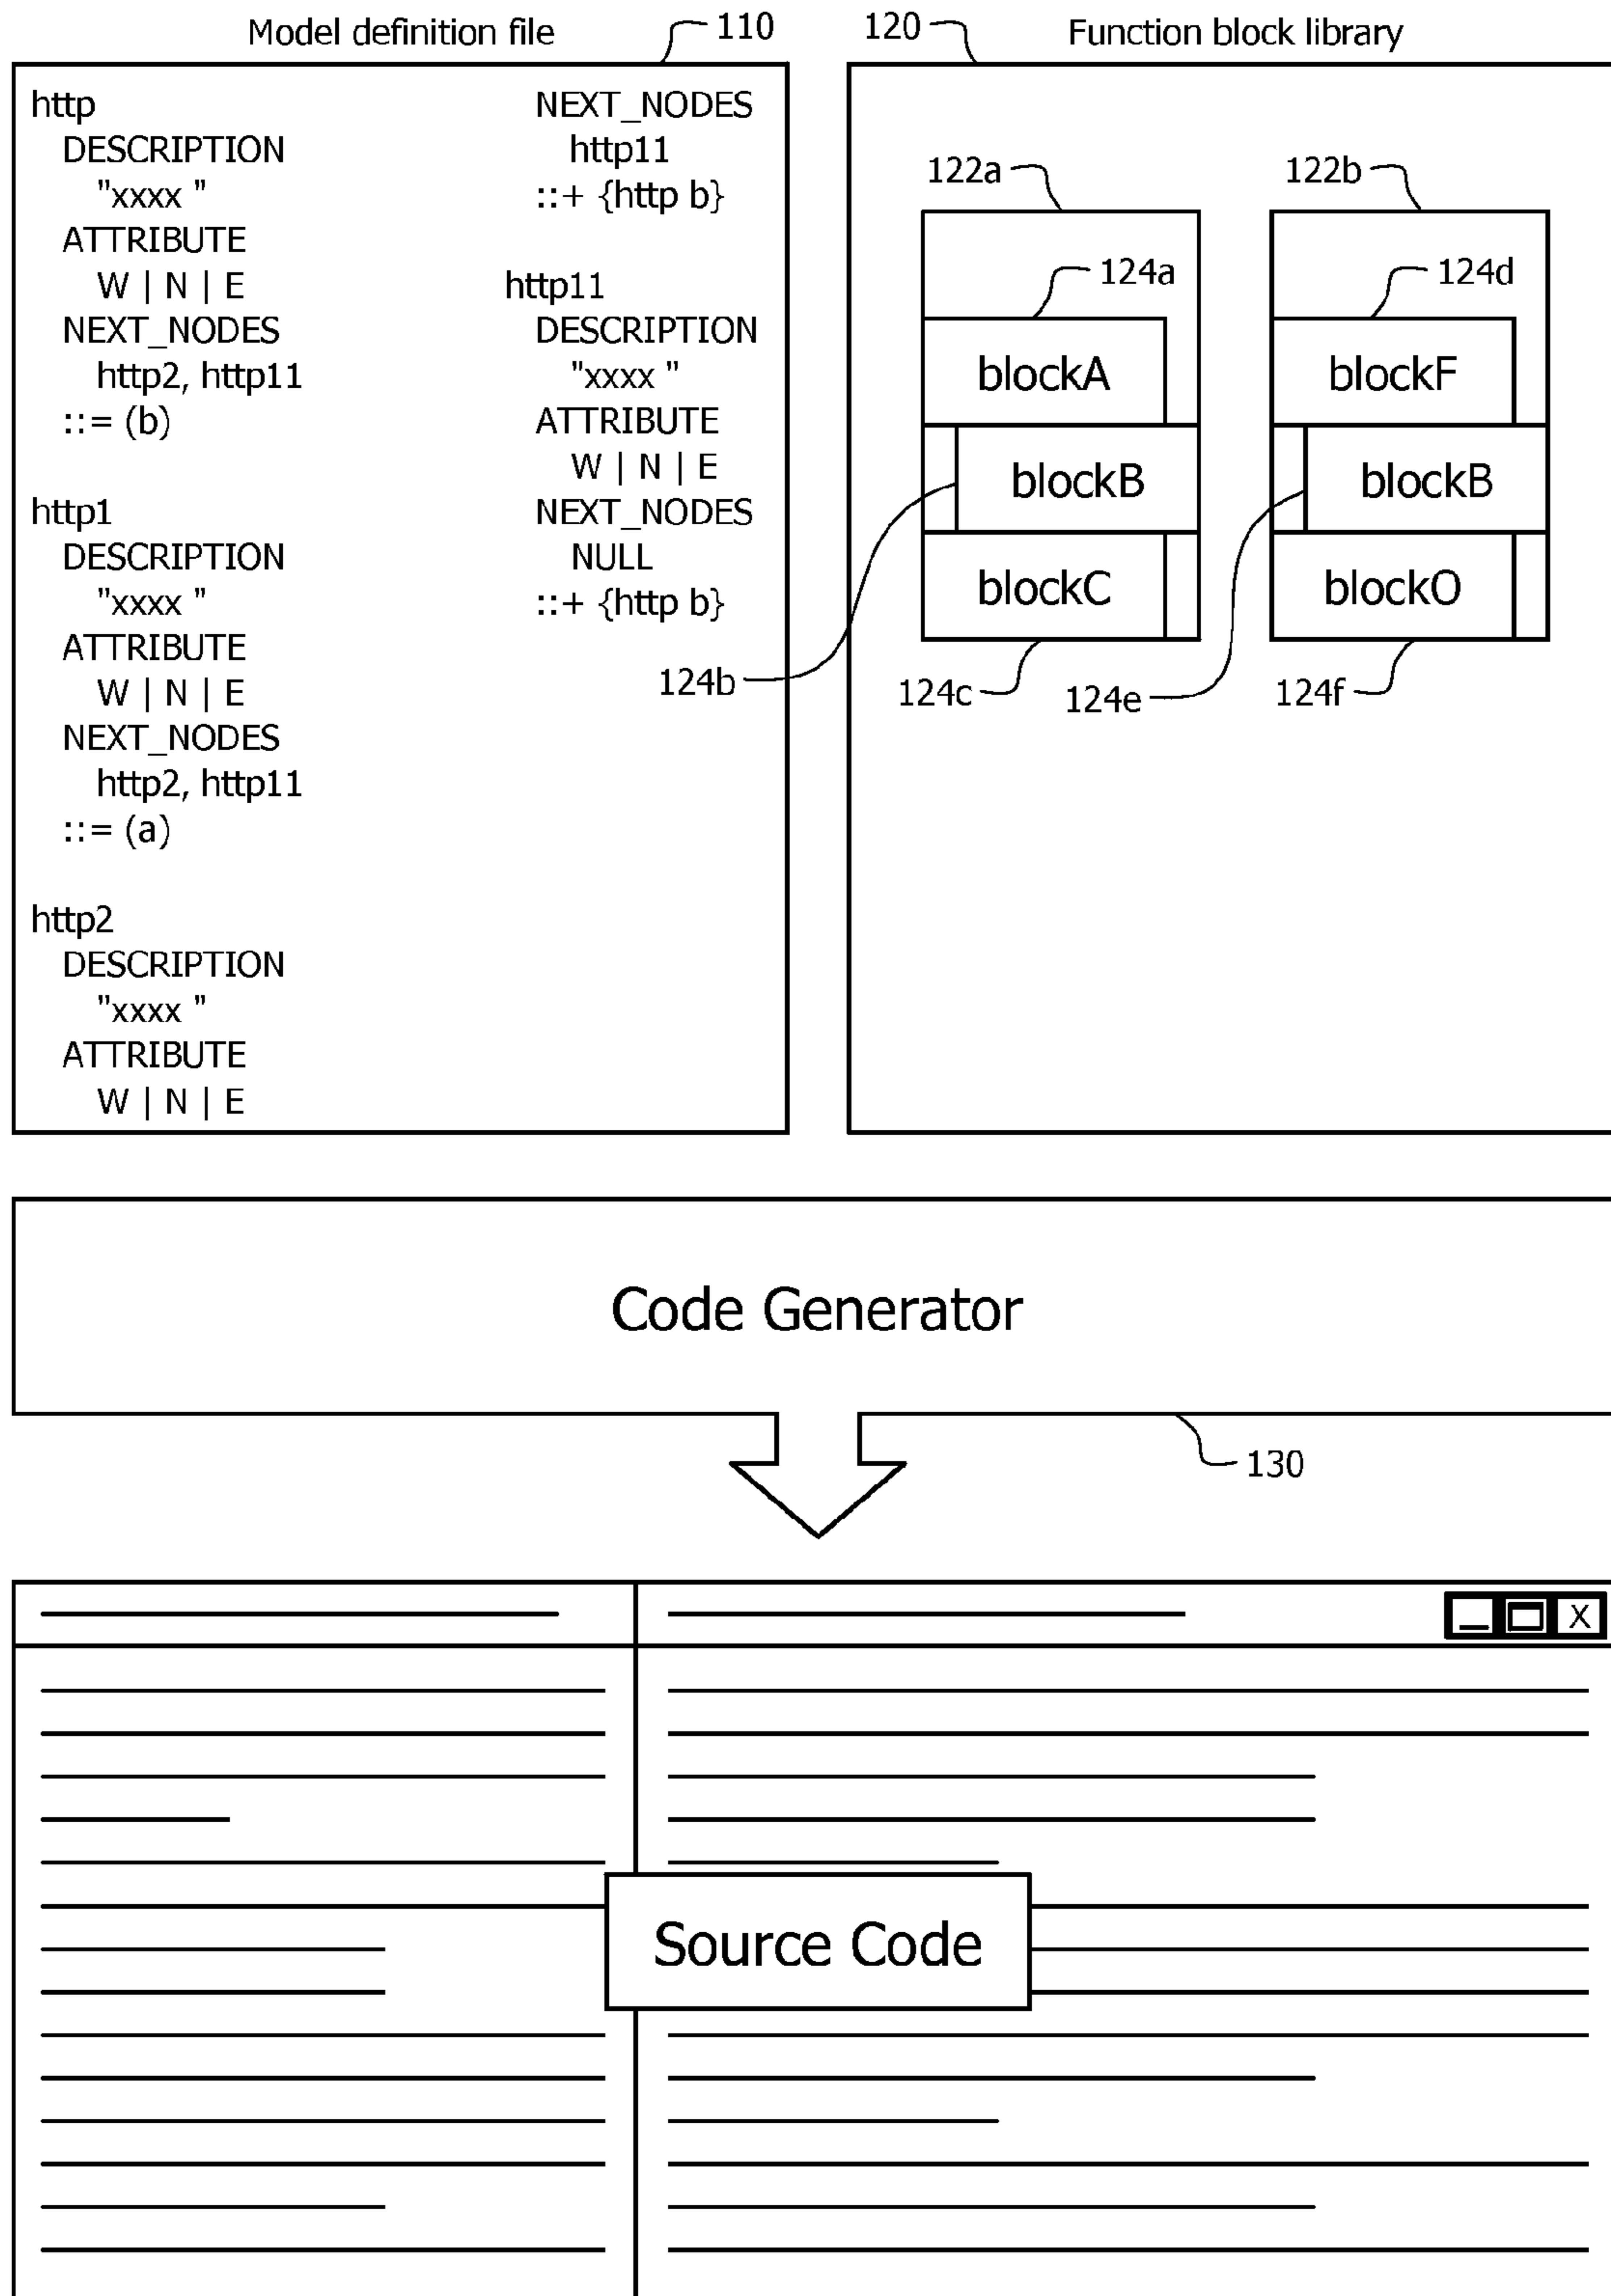 Model definition file
110
120
Function block library
http
DESCRIPTION
"xxxx "
ATTRIBUTE
W | N | E
NEXT_NODES
http2, http11
::= (b)
http1
DESCRIPTION
"xxxx "
ATTRIBUTE
W | N | E
NEXT_NODES
http2, http11
::= (a)
http2
DESCRIPTION
"xxxx "
ATTRIBUTE
W | N | E
NEXT_NODES
http11
::+ {http b}
http11
DESCRIPTION
"xxxx "
ATTRIBUTE
W | N | E
NEXT_NODES
NULL
::+ {http b}
122a
124a
blockA
blockB
blockC
124b
124c
122b
124d
blockF
blockB
blockO
124e
124f
Code Generator
130
X
Source Code